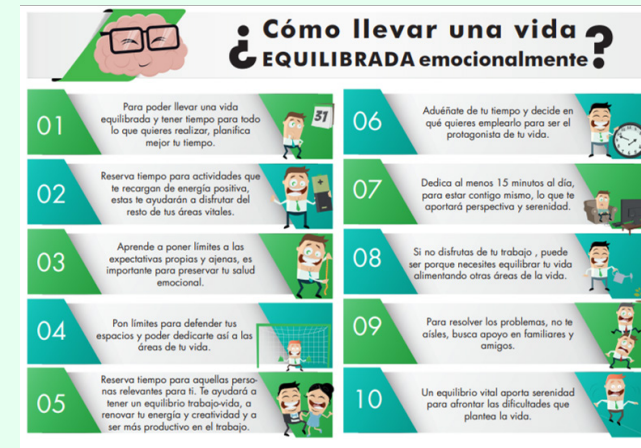 ¿Cómo llevar una vida
EQUILIBRADA emocionalmente?
01
Para poder llevar una vida
equilibrada y tener tiempo para todo
lo que quieres realizar, planifica
mejor tu tiempo.
31
02
Reserva tiempo para actividades que
te recargan de energía positiva,
estas te ayudarán a disfrutar del
resto de tus áreas vitales.
03
Aprende a poner límites a las
expectativas propias y ajenas, es
importante para preservar tu salud
emocional.
04
Pon límites para defender tus
espacios y poder dedicarte así a las
áreas de tu vida.
05
Reserva tiempo para aquellas perso-
nas relevantes para ti. Te ayudará a
tener un equilibrio trabajo-vida, a
renovar tu energía y creatividad y a
ser más productivo en el trabajo.
06
Aduéñate de tu tiempo y decide en
qué quieres emplearlo para ser el
protagonista de tu vida.
07
Dedica al menos 15 minutos al día,
para estar contigo mismo, lo que te
aportará perspectiva y serenidad.
08
Si no disfrutas de tu trabajo , puede
ser porque necesites equilibrar tu vida
alimentando otras áreas de la vida.
09
Para resolver los problemas, no te
aísles, busca apoyo en familiares y
amigos.
10
Un equilibrio vital aporta serenidad
para afrontar las dificultades que
plantea la vida.